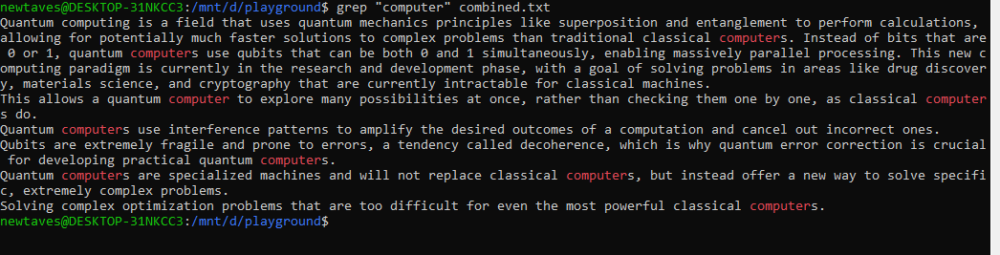 newtaves@DESKTOP-31NKCC3:/mnt/d/playground$ grep "computer" combined.txt
Quantum computing is a field that uses quantum mechanics principles like superposition and entanglement to perform calculations,
allowing for potentially much faster solutions to complex problems than traditional classical computers. Instead of bits that are
 0 or 1, quantum computers use qubits that can be both 0 and 1 simultaneously, enabling massively parallel processing. This new c
omputing paradigm is currently in the research and development phase, with a goal of solving problems in areas like drug discover
y, materials science, and cryptography that are currently intractable for classical machines.
This allows a quantum computer to explore many possibilities at once, rather than checking them one by one, as classical computer
s do.
Quantum computers use interference patterns to amplify the desired outcomes of a computation and cancel out incorrect ones.
Qubits are extremely fragile and prone to errors, a tendency called decoherence, which is why quantum error correction is crucial
 for developing practical quantum computers.
Quantum computers are specialized machines and will not replace classical computers, but instead offer a new way to solve specifi
c, extremely complex problems.
Solving complex optimization problems that are too difficult for even the most powerful classical computers.
newtaves@DESKTOP-31NKCC3:/mnt/d/playground$